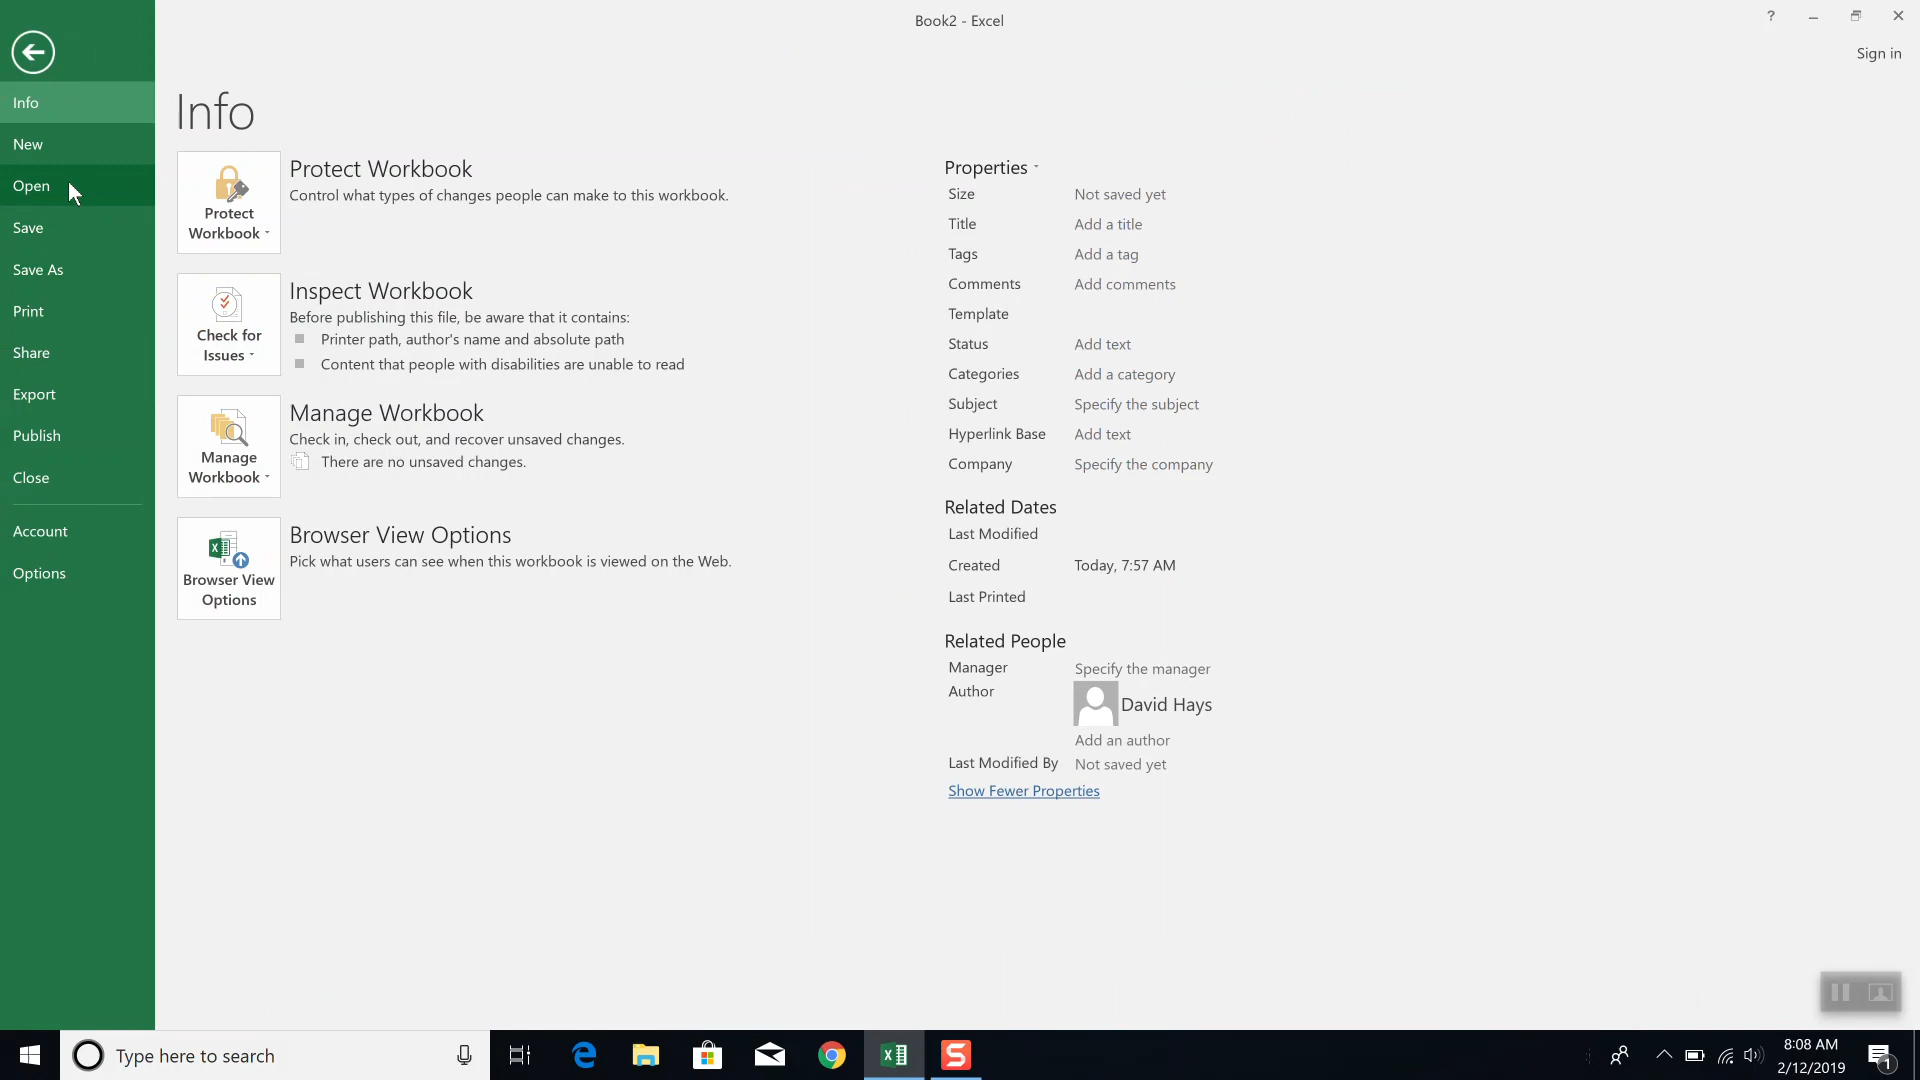 Book2 - Excel
?
Sign in
Info
New
Open
Save
Save As
Print
Share
Export
Publish
Close
Account
Options
Info
Protect Workbook
Protect Workbook
Control what types of changes people can make to this workbook.
Check for Issues
Inspect Workbook
Before publishing this file, be aware that it contains:
Printer path, author's name and absolute path
Content that people with disabilities are unable to read
Manage Workbook
Manage Workbook
Check in, check out, and recover unsaved changes.
There are no unsaved changes.
Browser View Options
Browser View Options
Pick what users can see when this workbook is viewed on the Web.
Properties
Size Not saved yet
Title Add a title
Tags Add a tag
Comments Add comments
Template
Status Add text
Categories Add a category
Subject Specify the subject
Hyperlink Base Add text
Company Specify the company
Related Dates
Last Modified
Created Today, 7:57 AM
Last Printed
Related People
Manager Specify the manager
Author David Hays
Add an author
Last Modified By Not saved yet
Show Fewer Properties
Type here to search
8:08 AM
2/12/2019
1